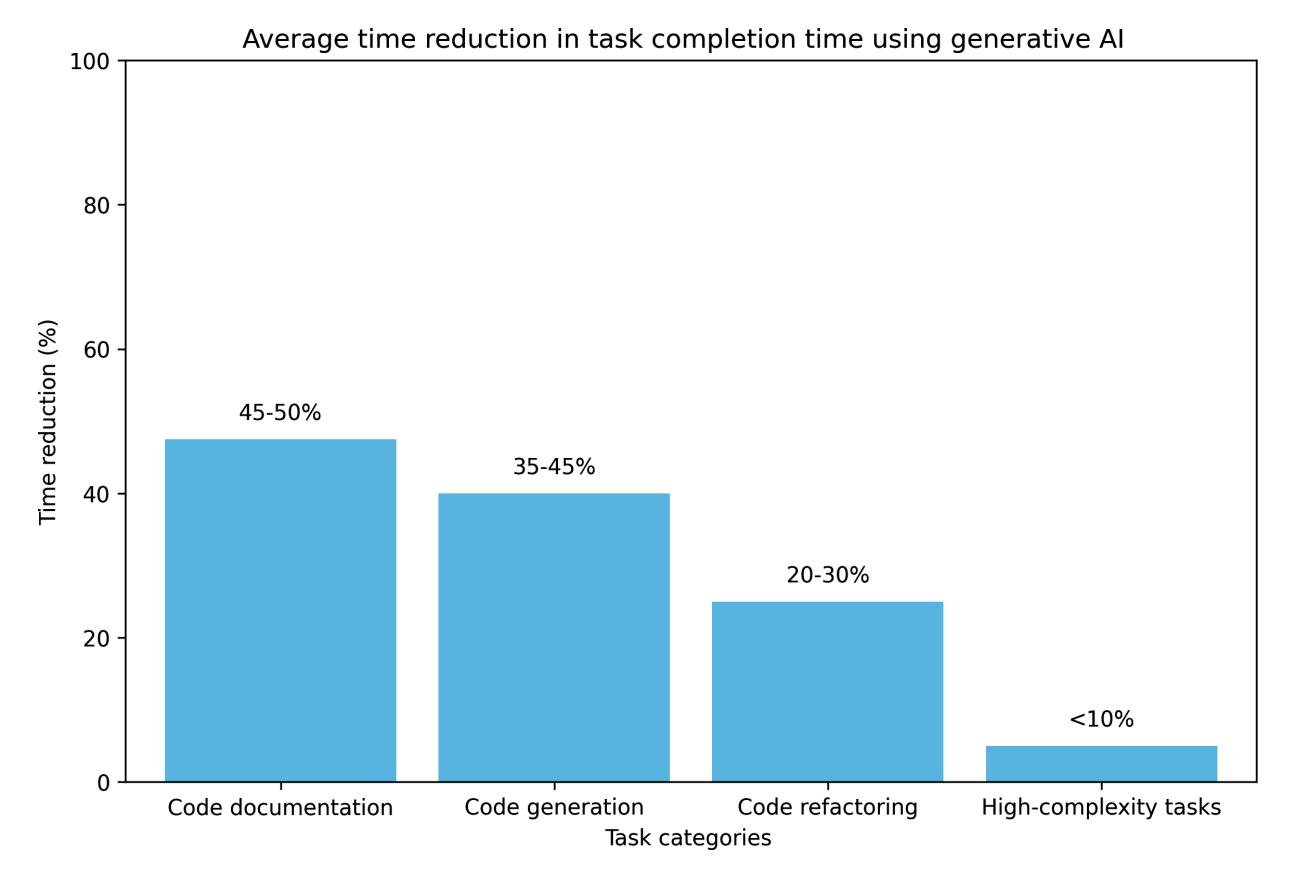 Average time reduction in task completion time using generative AI
100
80
60
40
20
0
Time reduction (%)
45-50%
35-45%
20-30%
<10%
Code documentation
Code generation
Code refactoring
High-complexity tasks
Task categories